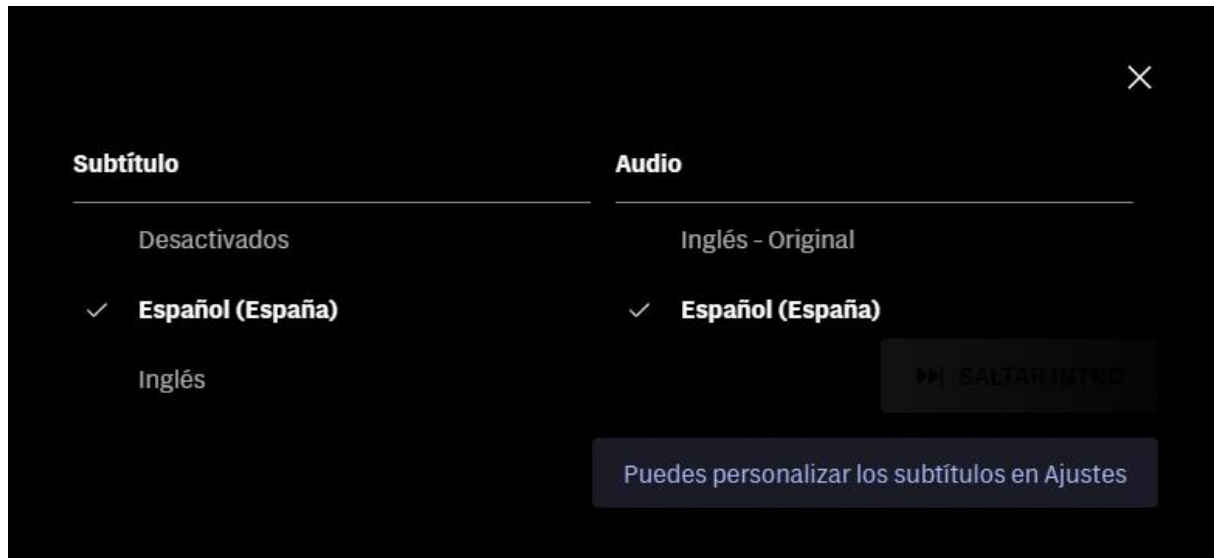 Subtítulo
Audio
Desactivados
Inglés - Original
Español (España)
Español (España)
Inglés
SALTAR INTRO
Puedes personalizar los subtítulos en Ajustes